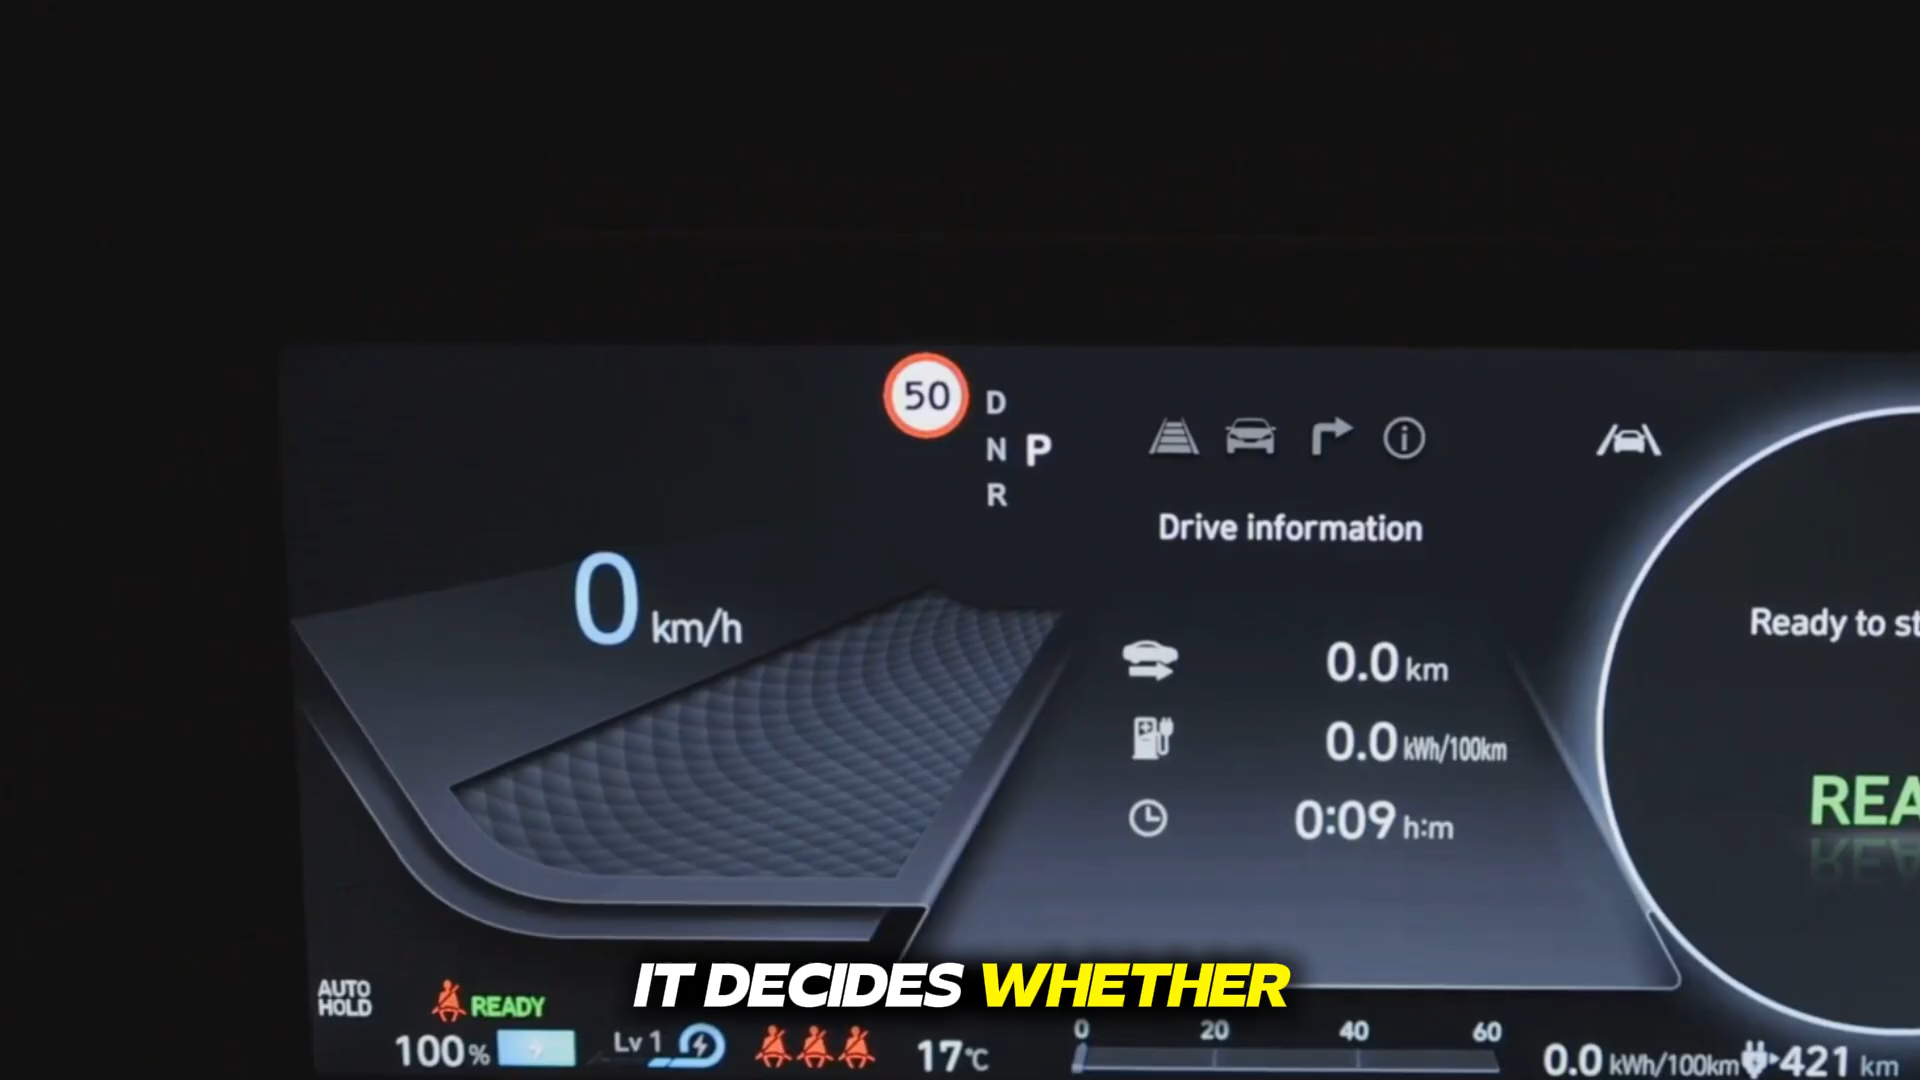 50
D
N P
R
Drive information
0 km/h
0.0 km
0.0 kWh/100km
0:09 h:m
Ready to st
REA
IT DECIDES WHETHER
AUTO
HOLD
READY
100%
Lv 1
17°C
0 20 40 60
0.0 kWh/100km
421 km